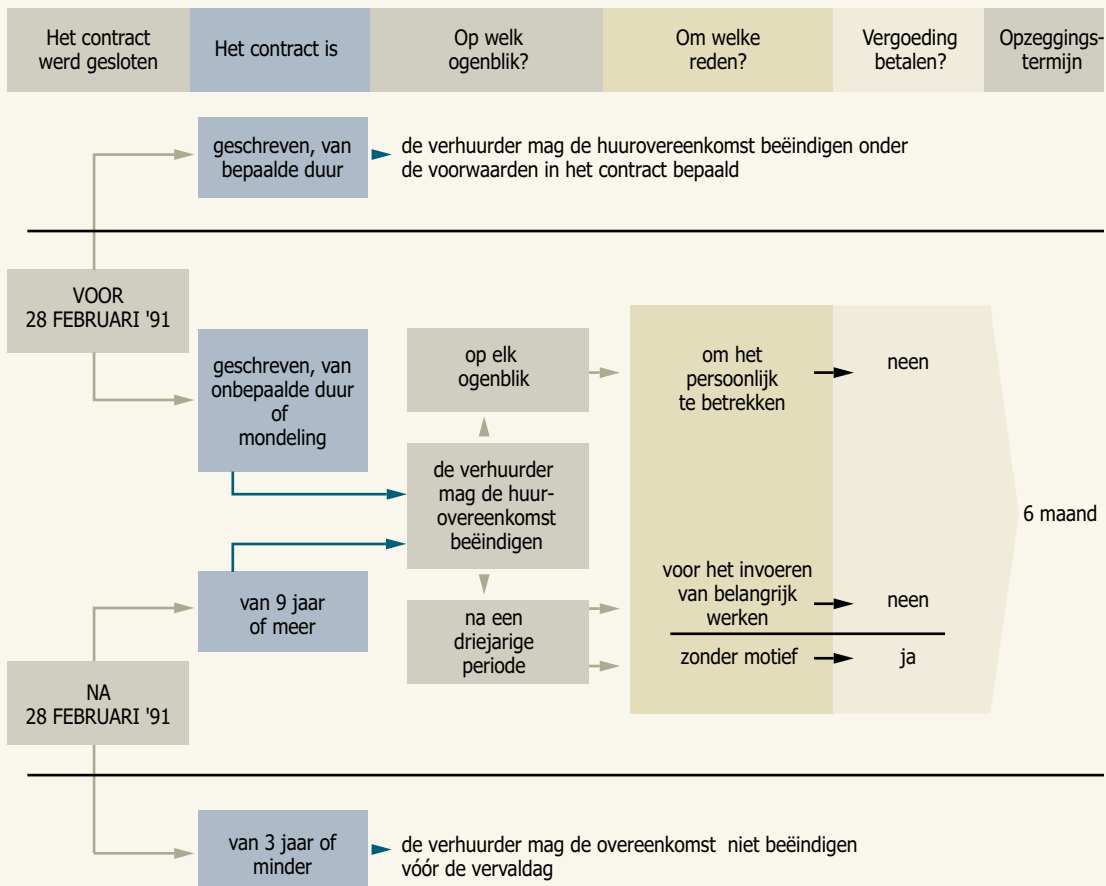 Het contract
werd gesloten
Het contract is
Op welk
ogenblik?
Om welke
reden?
Vergoeding
betalen?
Opzeggings-
termijn
geschreven, van
bepaalde duur
de verhuurder mag de huurovereenkomst beëindigen onder
de voorwaarden in het contract bepaald
VOOR
28 FEBRUARI '91
geschreven, van
onbepaalde duur
of
mondeling
op elk
ogenblik
om het
persoonlijk
te betrekken
neen
de verhuurder
mag de huur-
overeenkomst
beëindigen
6 maand
van 9 jaar
of meer
na een
driejarige
periode
voor het invoeren
van belangrijk
werken
neen
zonder motief
ja
NA
28 FEBRUARI '91
van 3 jaar of
minder
de verhuurder mag de overeenkomst niet beëindigen
vóór de vervaldag